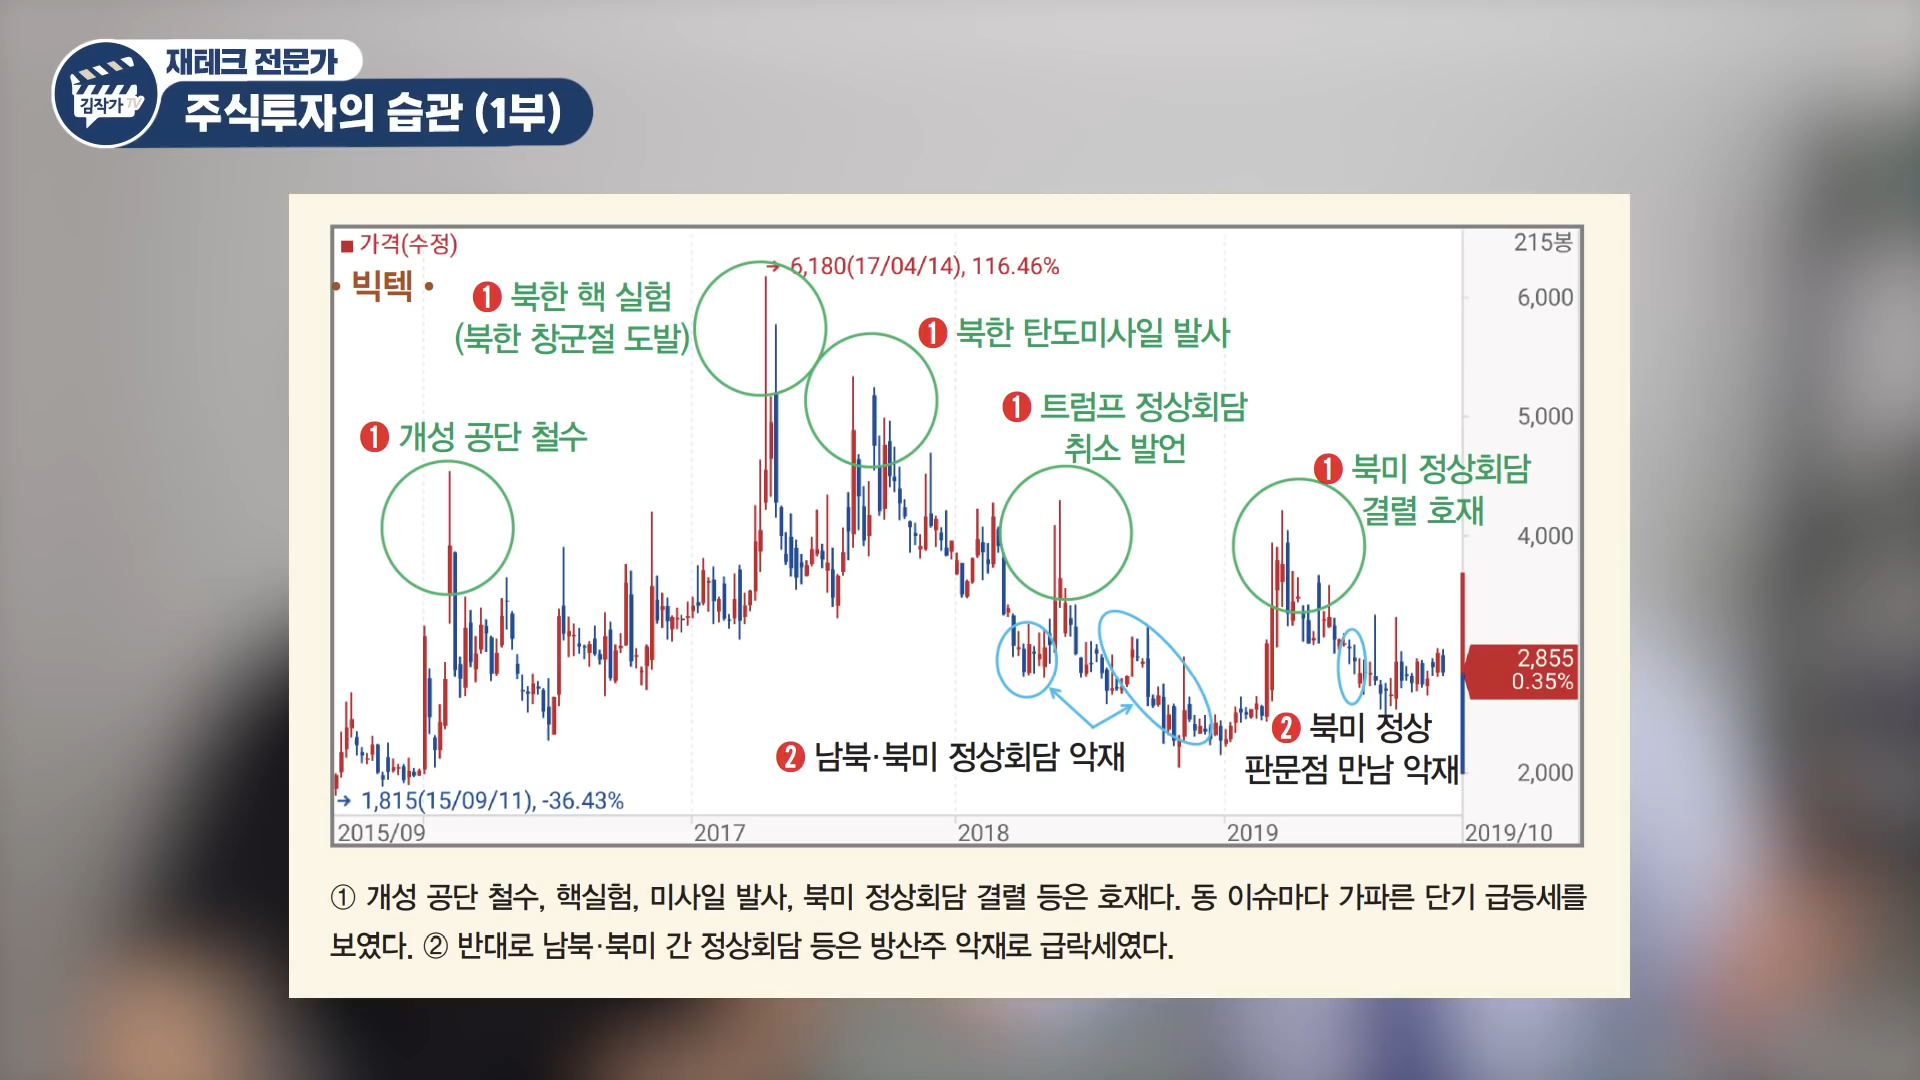 재테크 전문가
김작가 TV
주식투자의 습관 (1부)
■ 가격(수정)
• 빅텍 •
215봉
6,180(17/04/14), 116.46%
6,000
5,000
4,000
2,855
0.35%
2,000
❶ 북한 핵 실험
(북한 창군절 도발)
❶ 북한 탄도미사일 발사
❶ 개성 공단 철수
❶ 트럼프 정상회담
취소 발언
❶ 북미 정상회담
결렬 호재
❷ 남북·북미 정상회담 악재
❷ 북미 정상
판문점 만남 악재
1,815(15/09/11), -36.43%
2015/09
2017
2018
2019
2019/10
① 개성 공단 철수, 핵실험, 미사일 발사, 북미 정상회담 결렬 등은 호재다. 동 이슈마다 가파른 단기 급등세를
보였다. ② 반대로 남북·북미 간 정상회담 등은 방산주 악재로 급락세였다.